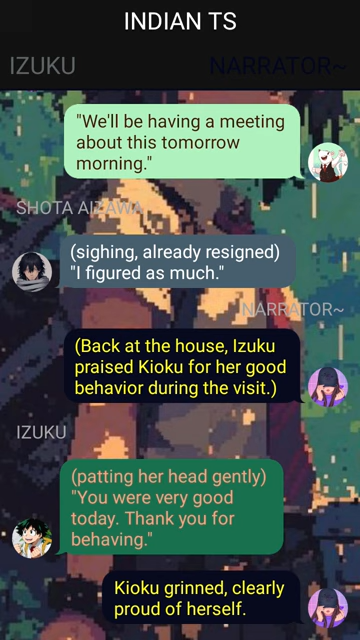 INDIAN TS
IZUKU
NARRATOR~
"We'll be having a meeting
about this tomorrow
morning."
SHOTA AIZAWA
(sighing, already resigned)
"I figured as much."
NARRATOR~
(Back at the house, Izuku
praised Kioku for her good
behavior during the visit.)
IZUKU
(patting her head gently)
"You were very good
today. Thank you for
behaving."
Kioku grinned, clearly
proud of herself.